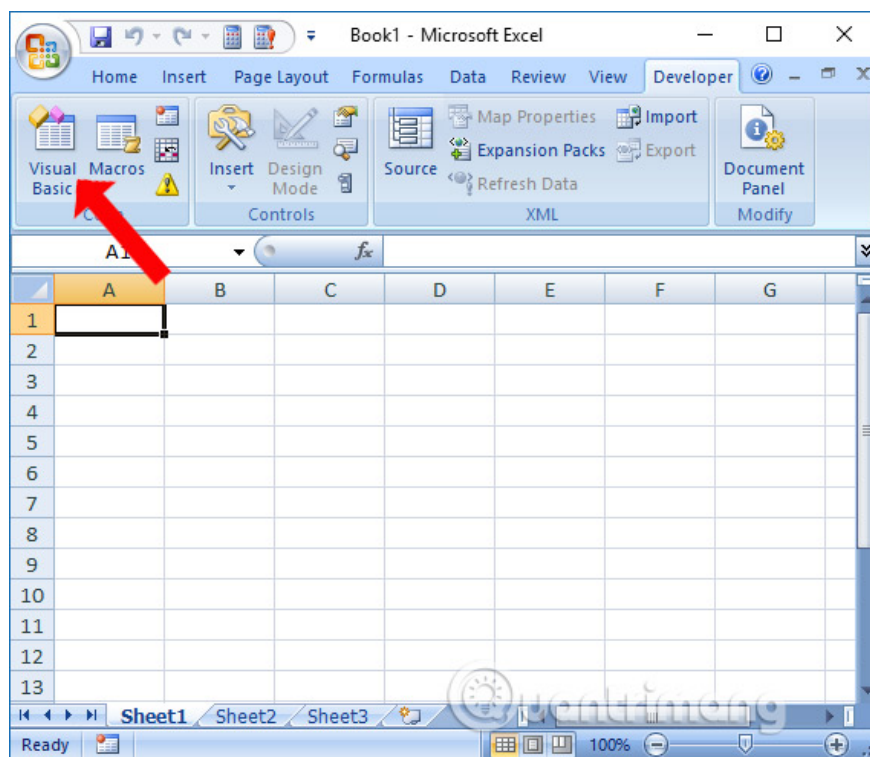 Book1 - Microsoft Excel
Home Insert Page Layout Formulas Data Review View Developer
Visual Basic
Macros
Insert
Design Mode
Source
Map Properties
Expansion Packs
Refresh Data
Import
Export
Document Panel
Controls XML Modify
fx
A B C D E F G
1
2
3
4
5
6
7
8
9
10
11
12
13
Sheet1 Sheet2 Sheet3
Quantrimang
Ready 100%